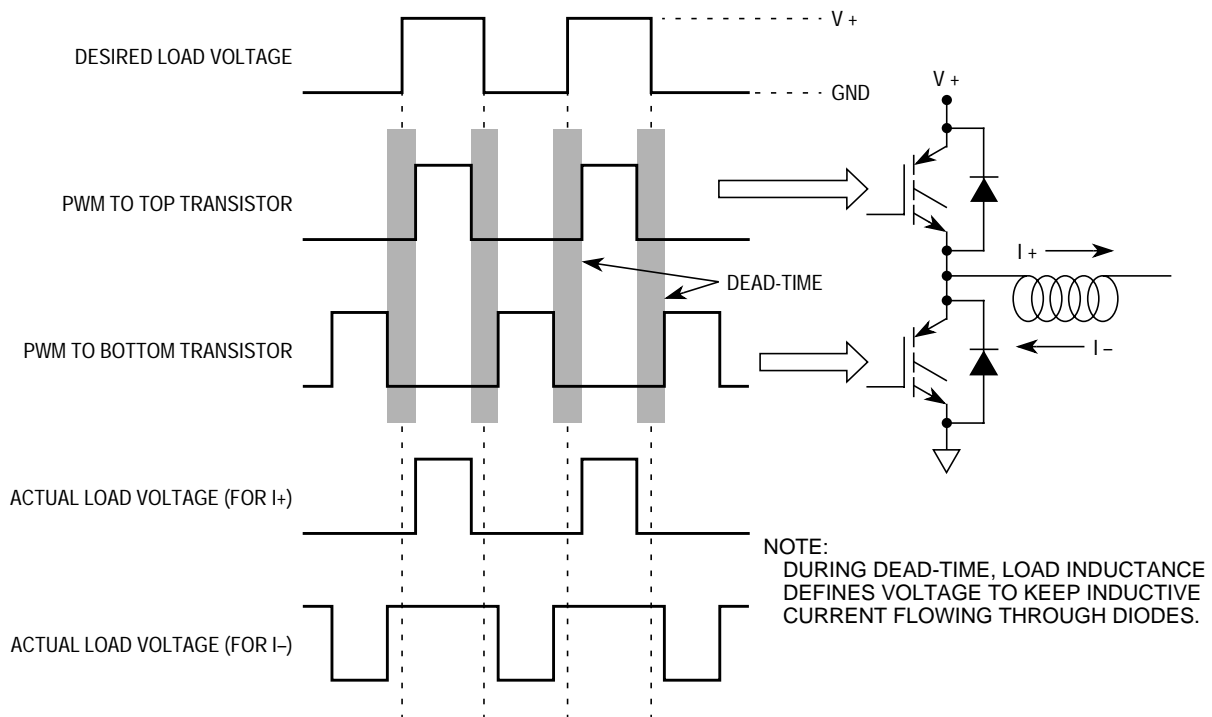 DESIRED LOAD VOLTAGE
V +
GND
PWM TO TOP TRANSISTOR
DEAD-TIME
PWM TO BOTTOM TRANSISTOR
ACTUAL LOAD VOLTAGE (FOR I+)
ACTUAL LOAD VOLTAGE (FOR I–)
V +
I +
I –
NOTE:
DURING DEAD-TIME, LOAD INDUCTANCE
DEFINES VOLTAGE TO KEEP INDUCTIVE
CURRENT FLOWING THROUGH DIODES.